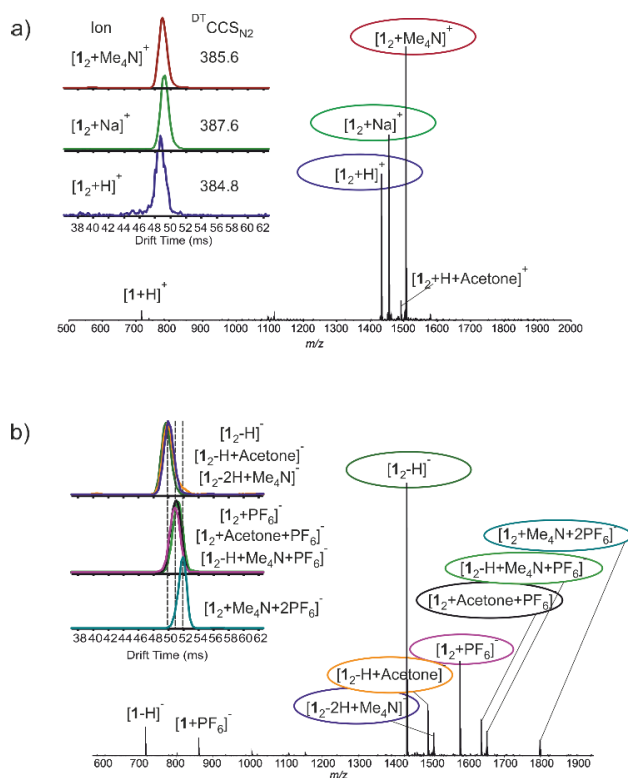 a)
Ion DTCCSN2
[12+Me4N]+ 385.6
[12+Na]+ 387.6
[12+H]+ 384.8
38 40 42 44 46 48 50 52 54 56 58 60 62
Drift Time (ms)
[12+Me4N]+
[12+Na]+
[12+H]+
[12+H+Acetone]+
[1+H]+
500 600 700 800 900 1000 1100 1200 1300 1400 1500 1600 1700 1800 1900 2000
m/z
b)
[12-H]-
[12-H+Acetone]-
[12-2H+Me4N]-
[12+PF6]-
[12+Acetone+PF6]-
[12-H+Me4N+PF6]-
[12+Me4N+2PF6]-
38 40 42 44 46 48 50 52 54 56 58 60 62
Drift Time (ms)
[12-H]-
[12+Me4N+2PF6]-
[12-H+Me4N+PF6]-
[12+Acetone+PF6]-
[12+PF6]-
[12-H+Acetone]-
[12-2H+Me4N]-
[1-H]-
[1+PF6]-
600 700 800 900 1000 1100 1200 1300 1400 1500 1600 1700 1800 1900
m/z